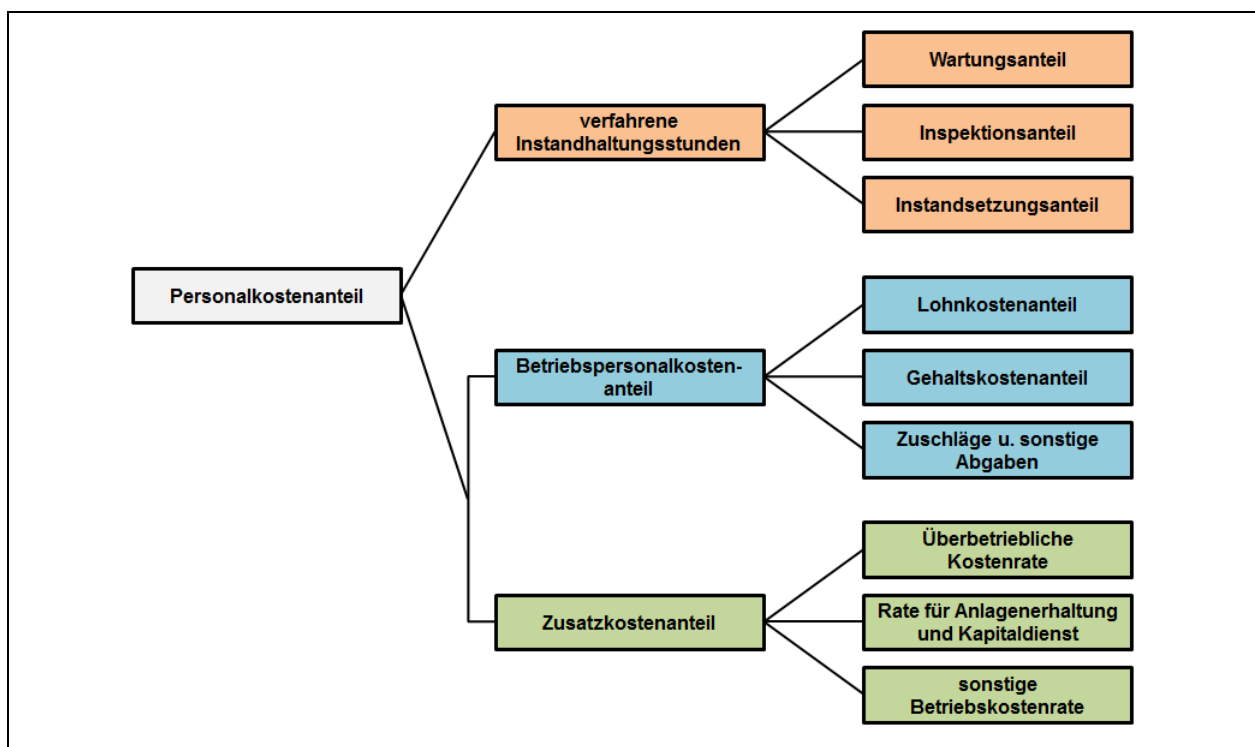 Personalkostenanteil
verfahrene
Instandhaltungsstunden
Wartungsanteil
Inspektionsanteil
Instandsetzungsanteil
Betriebspersonalkosten-
anteil
Lohnkostenanteil
Gehaltskostenanteil
Zuschläge u. sonstige
Abgaben
Zusatzkostenanteil
Überbetriebliche
Kostenrate
Rate für Anlagenerhaltung
und Kapitaldienst
sonstige
Betriebskostenrate